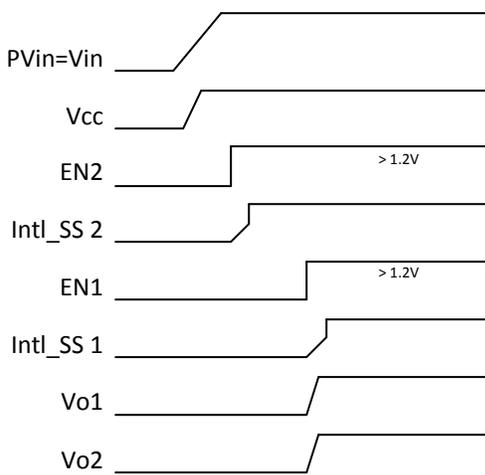 PVin=Vin
Vcc
EN2
> 1.2V
Intl_SS 2
EN1
> 1.2V
Intl_SS 1
Vo1
Vo2